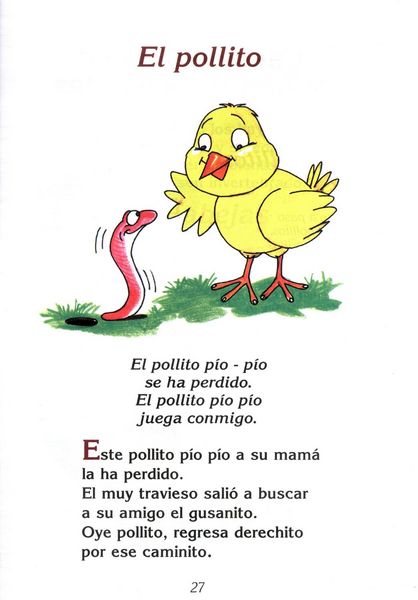 El pollito
El pollito pío - pío
se ha perdido.
El pollito pío pío
juega conmigo.
Este pollito pío pío a su mamá
la ha perdido.
El muy travieso salió a buscar
a su amigo el gusanito.
Oye pollito, regresa derechito
por ese caminito.
27